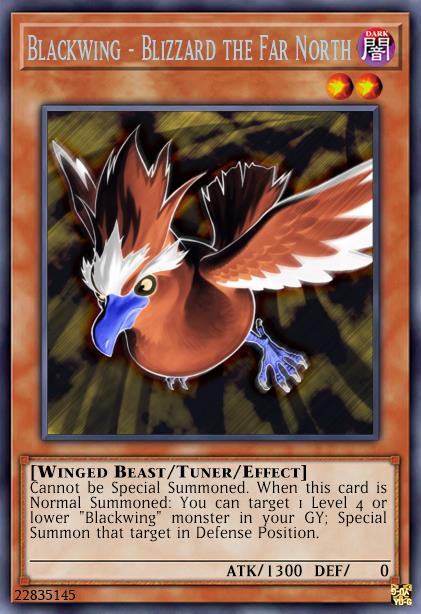 BLACKWING - BLIZZARD THE FAR NORTH
DARK
闇
[WINGED BEAST/TUNER/EFFECT]
Cannot be Special Summoned. When this card is
Normal Summoned: You can target 1 Level 4 or
lower "Blackwing" monster in your GY; Special
Summon that target in Defense Position.
ATK/1300 DEF/ 0
22835145